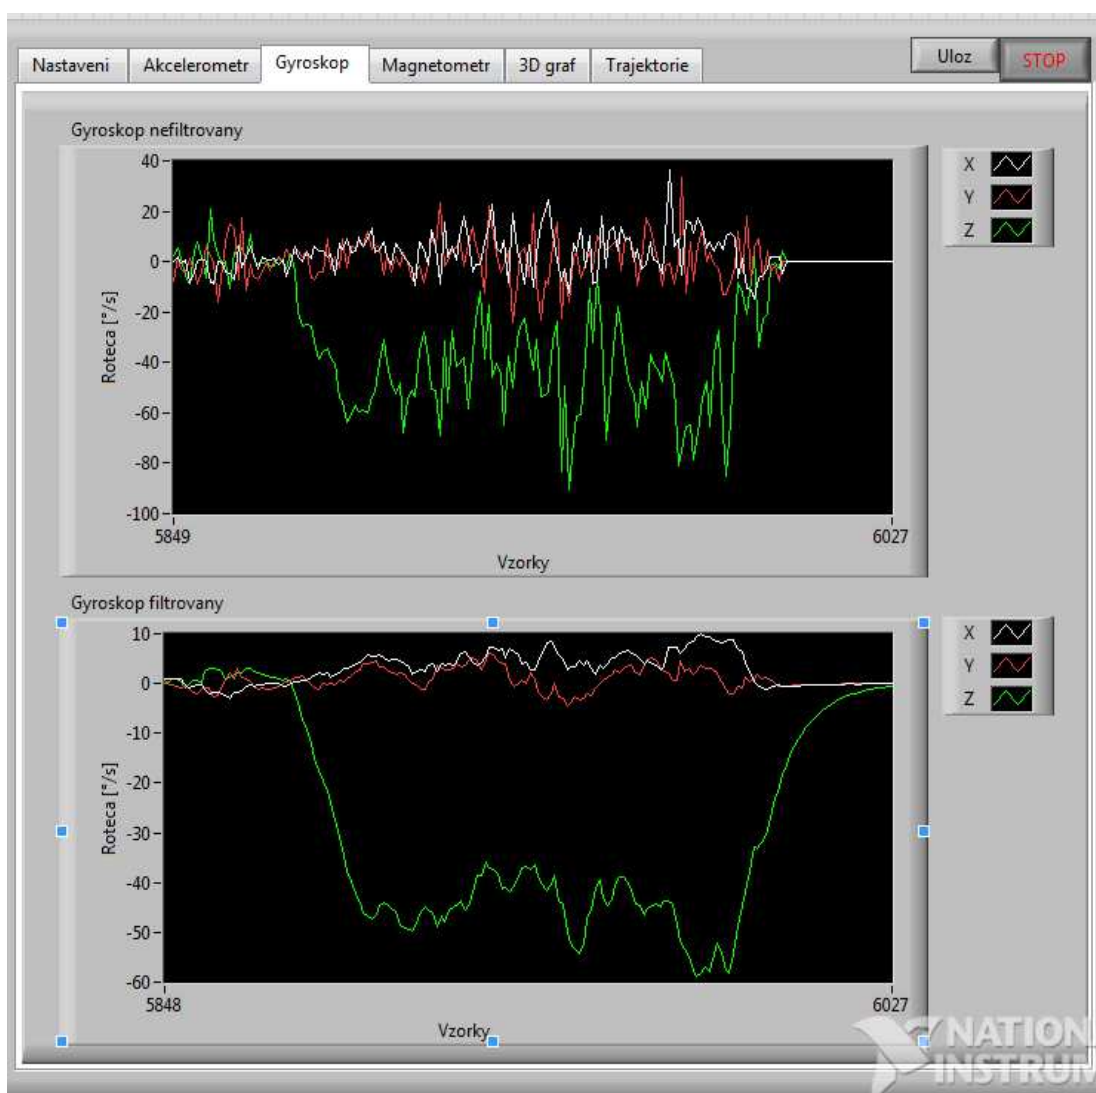 Nastaveni Akcelerometr Gyroskop Magnetometr 3D graf Trajektorie Uloz STOP
Gyroskop nefiltrovany
40
20
0
-20
-40
-60
-80
-100
Roteca [°/s]
5849 6027
Vzorky
X
Y
Z
Gyroskop filtrovany
10
0
-10
-20
-30
-40
-50
-60
Roteca [°/s]
5848 6027
Vzorky
X
Y
Z
NATION
INSTRUM